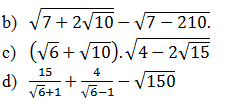 b) √(7 + 2√10) − √(7 − 210).
c) (√6 + √10).√(4 − 2√15)
d) 15/(√6+1) + 4/(√6−1) − √150